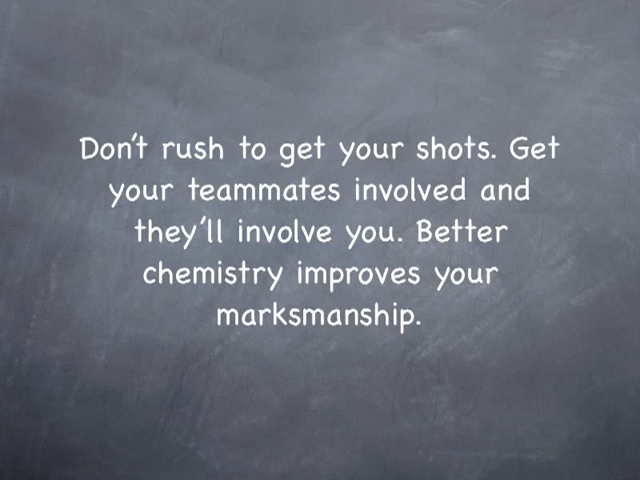 Don't rush to get your shots. Get
your teammates involved and
they'll involve you. Better
chemistry improves your
marksmanship.